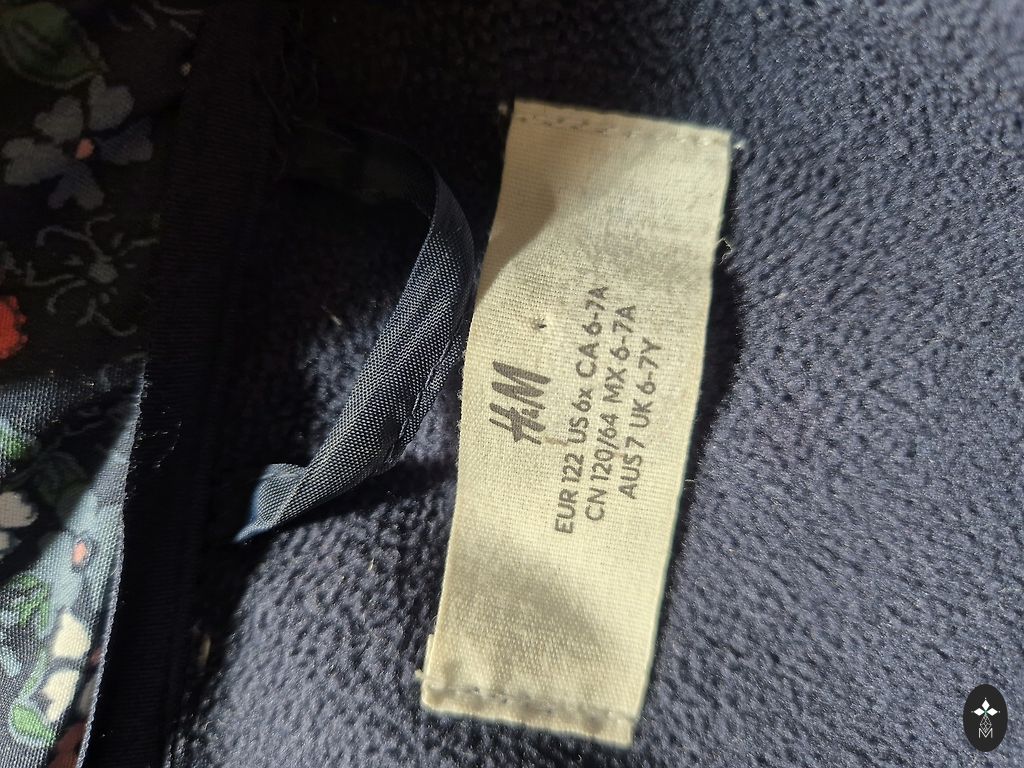 H&M
EUR 122 US 6x CA 6-7A
CN 120/64 MX 6-7A
AUS 7 UK 6-7Y
M